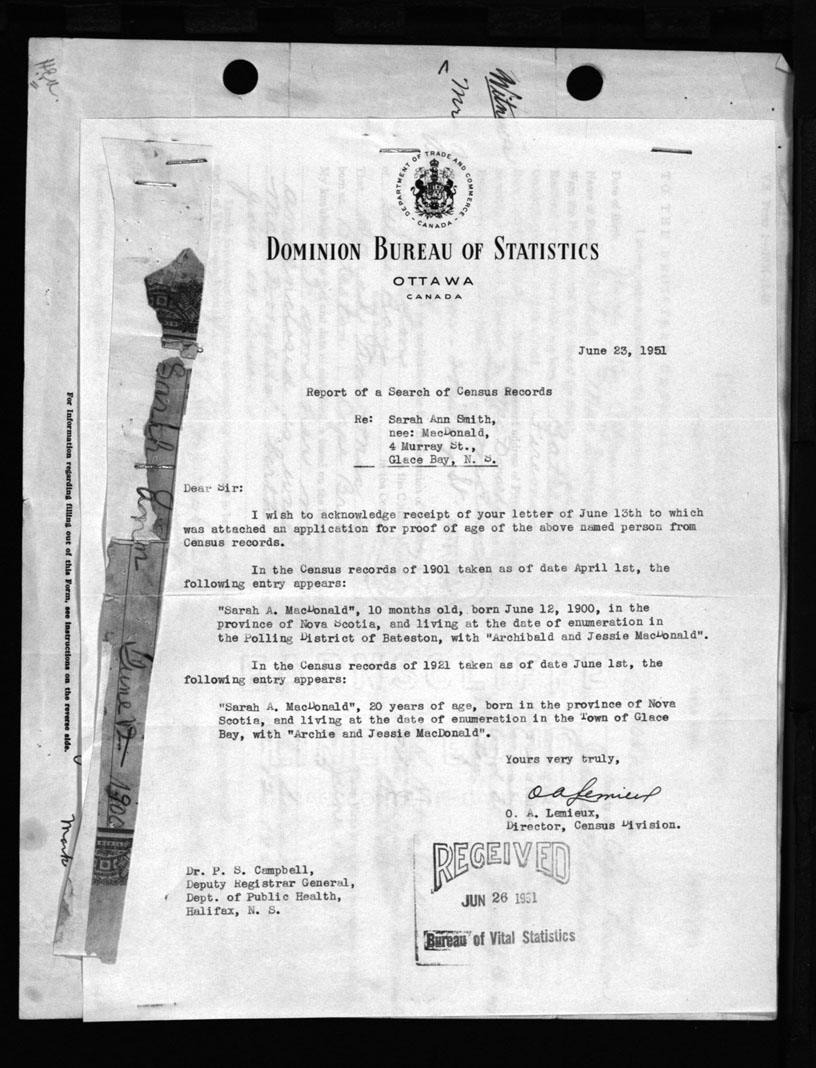 H.S.R.
Mr
Witn
DEPARTMENT OF TRADE AND COMMERCE
CANADA
DOMINION BUREAU OF STATISTICS
OTTAWA
CANADA
June 23, 1951
Report of a Search of Census Records
Re: Sarah Ann Smith,
nee: MacDonald,
4 Murray St.,
Glace Bay, N. S.
Dear Sir:
I wish to acknowledge receipt of your letter of June 13th to which
was attached an application for proof of age of the above named person from
Census records.
In the Census records of 1901 taken as of date April 1st, the
following entry appears:
"Sarah A. MacDonald", 10 months old, born June 12, 1900, in the
province of Nova Scotia, and living at the date of enumeration in
the Polling District of Bateston, with "Archibald and Jessie MacDonald".
In the Census records of 1921 taken as of date June 1st, the
following entry appears:
"Sarah A. MacDonald", 20 years of age, born in the province of Nova
Scotia, and living at the date of enumeration in the Town of Glace
Bay, with "Archie and Jessie MacDonald".
Yours very truly,
O A Lemieux
O. A. Lemieux,
Director, Census Division.
Dr. P. S. Campbell,
Deputy Registrar General,
Dept. of Public Health,
Halifax, N. S.
RECEIVED
JUN 26 1951
Bureau of Vital Statistics
Sarah Ann
June 12 1900
For Information regarding filling out of this Form, see instructions on the reverse side.
Mark